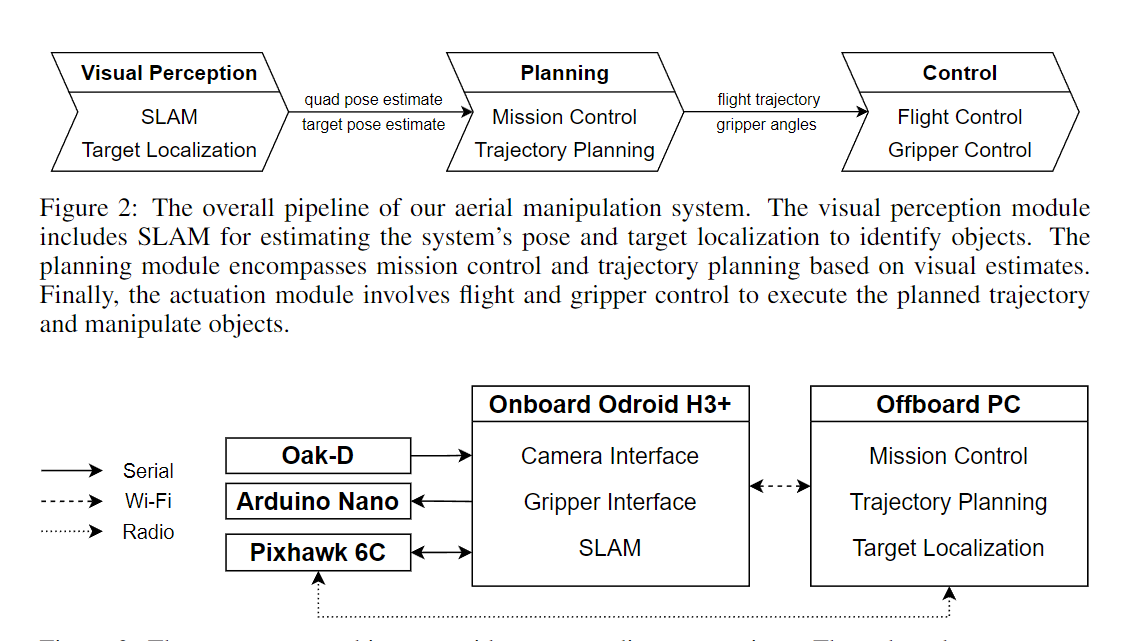 Visual Perception
SLAM
Target Localization
quad pose estimate
target pose estimate
Planning
Mission Control
Trajectory Planning
flight trajectory
gripper angles
Control
Flight Control
Gripper Control
Figure 2: The overall pipeline of our aerial manipulation system. The visual perception module
includes SLAM for estimating the system's pose and target localization to identify objects. The
planning module encompasses mission control and trajectory planning based on visual estimates.
Finally, the actuation module involves flight and gripper control to execute the planned trajectory
and manipulate objects.
Serial
Wi-Fi
Radio
Oak-D
Arduino Nano
Pixhawk 6C
Onboard Odroid H3+
Camera Interface
Gripper Interface
SLAM
Offboard PC
Mission Control
Trajectory Planning
Target Localization